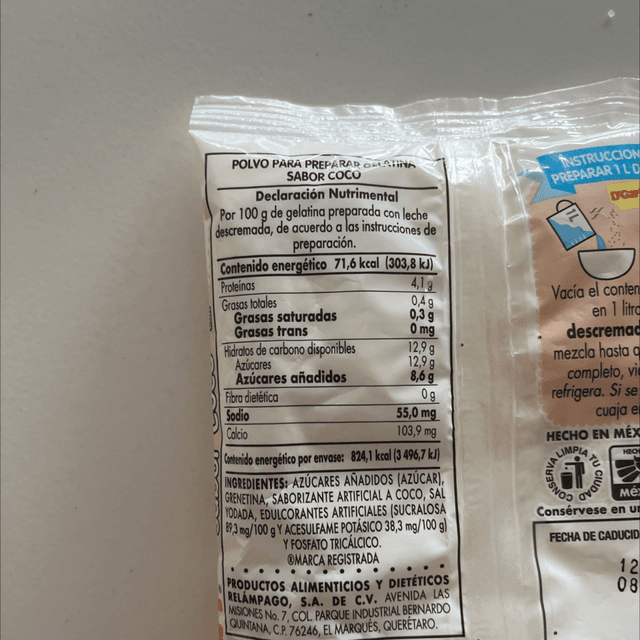 POLVO PARA PREPARAR GELATINA
SABOR COCO
Declaración Nutrimental
Por 100 g de gelatina preparada con leche
descremada, de acuerdo a las instrucciones de
preparación.
Contenido energético 71,6 kcal (303,8 kJ)
Proteínas 4,1 g
Grasas totales 0,4 g
Grasas saturadas 0,3 g
Grasas trans 0 mg
Hidratos de carbono disponibles 12,9 g
Azúcares 12,9 g
Azúcares añadidos 8,6 g
Fibra dietética 0 g
Sodio 55,0 mg
Calcio 103,9 mg
Contenido energético por envase: 824,1 kcal (3 496,7 kJ)
INGREDIENTES: AZÚCARES AÑADIDOS (AZÚCAR),
GRENETINA, SABORIZANTE ARTIFICIAL A COCO, SAL
YODADA, EDULCORANTES ARTIFICIALES (SUCRALOSA
89,3 mg/100 g Y ACESULFAME POTÁSICO 38,3 mg/100 g)
Y FOSFATO TRICÁLCICO.
®MARCA REGISTRADA
PRODUCTOS ALIMENTICIOS Y DIETÉTICOS
RELÁMPAGO, S.A. DE C.V. AVENIDA LAS
MISIONES No. 7, COL. PARQUE INDUSTRIAL BERNARDO
QUINTANA, C.P. 76246, EL MARQUÉS, QUERÉTARO.
INSTRUCCION
PREPARAR 1 L D
D'Gar
Vacía el conten
en 1 litro
descremad
mezcla hasta q
completo, vie
refrigera. Si se
cuaja e
HECHO EN MÉX
CONSERVA LIMPIA TU CIUDAD
HECH
MÉX
Consérvese en u
FECHA DE CADUCID
12
08